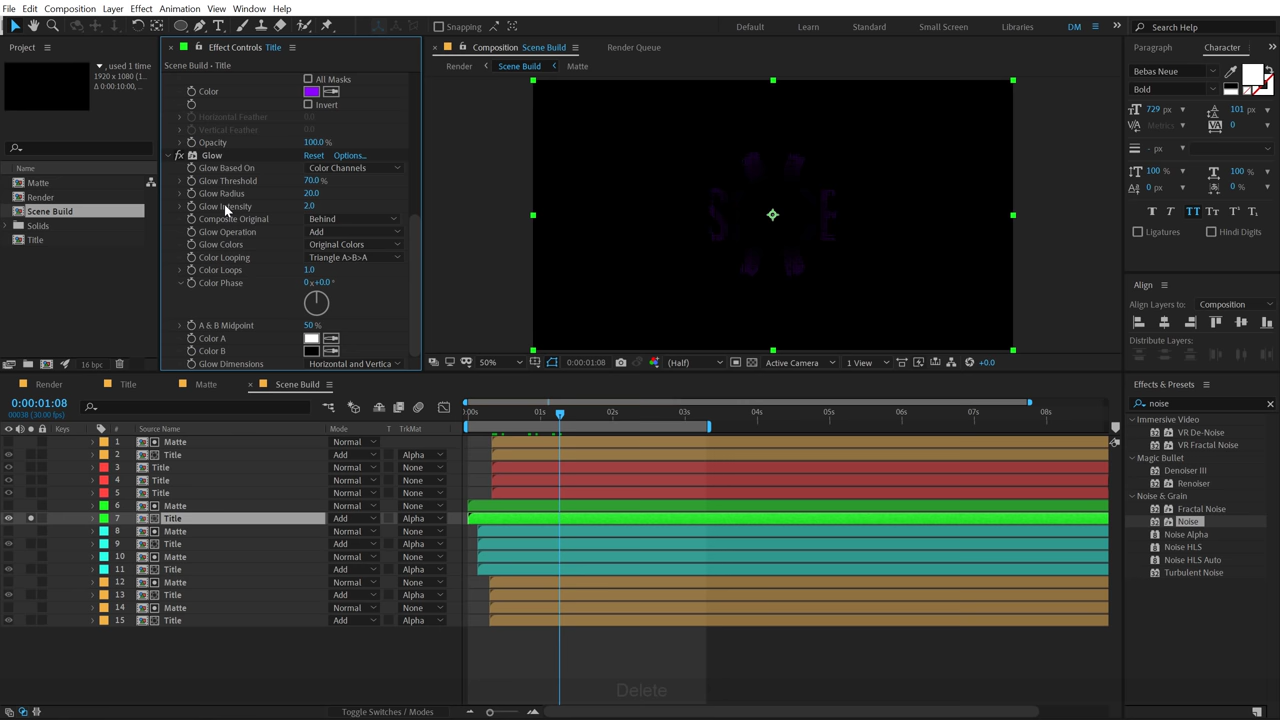 File Edit Composition Layer Effect Animation View Window Help
Snapping
Default Learn Standard Small Screen Libraries DM
Search Help
Project
Effect Controls Title
Composition Scene Build
Render Queue
Paragraph Character
, used 1 time
1920 x 1080 (1.00)
Δ 0:00:10:00
Scene Build • Title
Render Scene Build Matte
All Masks
Color
Invert
Horizontal Feather 0.0
Vertical Feather 0.0
Opacity 100.0 %
fx Glow Reset Options...
Glow Based On Color Channels
Glow Threshold 70.0 %
Glow Radius 20.0
Glow Intensity 2.0
Composite Original Behind
Glow Operation Add
Glow Colors Original Colors
Color Looping Triangle A>B>A
Color Loops 1.0
Color Phase 0 x+0.0 °
A & B Midpoint 50 %
Color A
Color B
Glow Dimensions Horizontal and Vertica
Name
Matte
Render
Scene Build
Solids
Title
16 bpc
S E
Bebas Neue
Bold
729 px 101 px
Metrics 0
- px
100 % 100 %
0 px 0 %
T T TT Tt T¹ T₁
Ligatures Hindi Digits
Align
Align Layers to: Composition
Distribute Layers:
50% 0:00:01:08 (Half) Active Camera 1 View +0.0
Render Title Matte Scene Build
0:00:01:08
00038 (30.00 fps)
Keys # Source Name Mode T TrkMat
:00s 01s 02s 03s 04s 05s 06s 07s 08s
1 Matte Normal
2 Title Add Alpha
3 Title Normal None
4 Title Normal None
5 Title Normal None
6 Matte Normal None
7 Title Add Alpha
8 Matte Normal None
9 Title Add Alpha
10 Matte Normal None
11 Title Add Alpha
12 Matte Normal None
13 Title Add Alpha
14 Matte Normal None
15 Title Add Alpha
Delete
Toggle Switches / Modes
Effects & Presets
noise
Immersive Video
VR De-Noise
VR Fractal Noise
Magic Bullet
Denoiser III
Renoiser
Noise & Grain
Fractal Noise
Noise
Noise Alpha
Noise HLS
Noise HLS Auto
Turbulent Noise